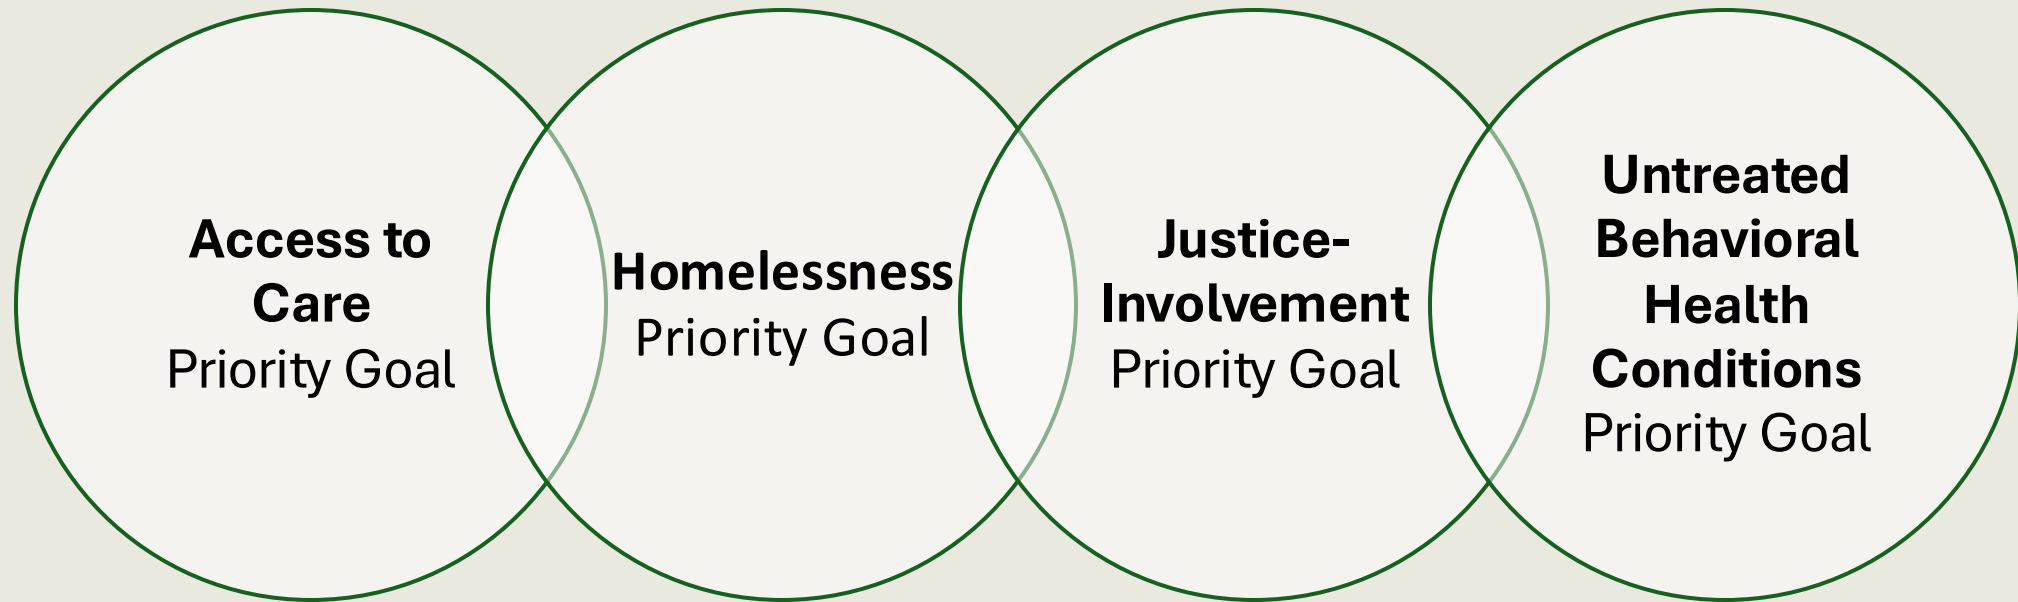 Access to
Care
Priority Goal
Homelessness
Priority Goal
Justice-
Involvement
Priority Goal
Untreated
Behavioral
Health
Conditions
Priority Goal